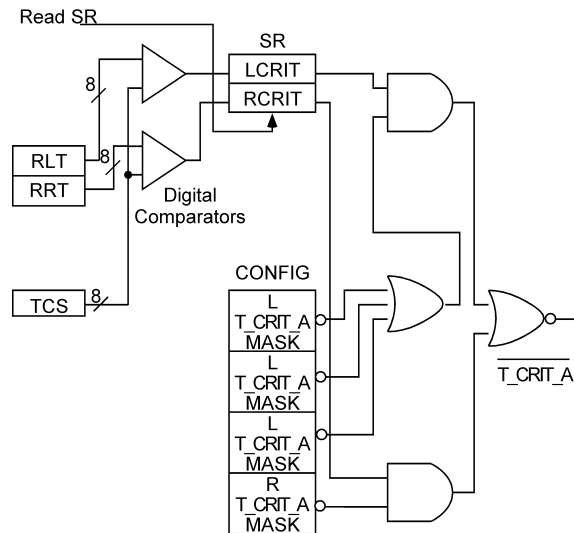 Read SR
SR
LCRIT
RCRIT
8
8
RLT
RRT
Digital
Comparators
TCS
8
CONFIG
L
T_CRIT_A
MASK
L
T_CRIT_A
MASK
L
T_CRIT_A
MASK
R
T_CRIT_A
MASK
T_CRIT_A